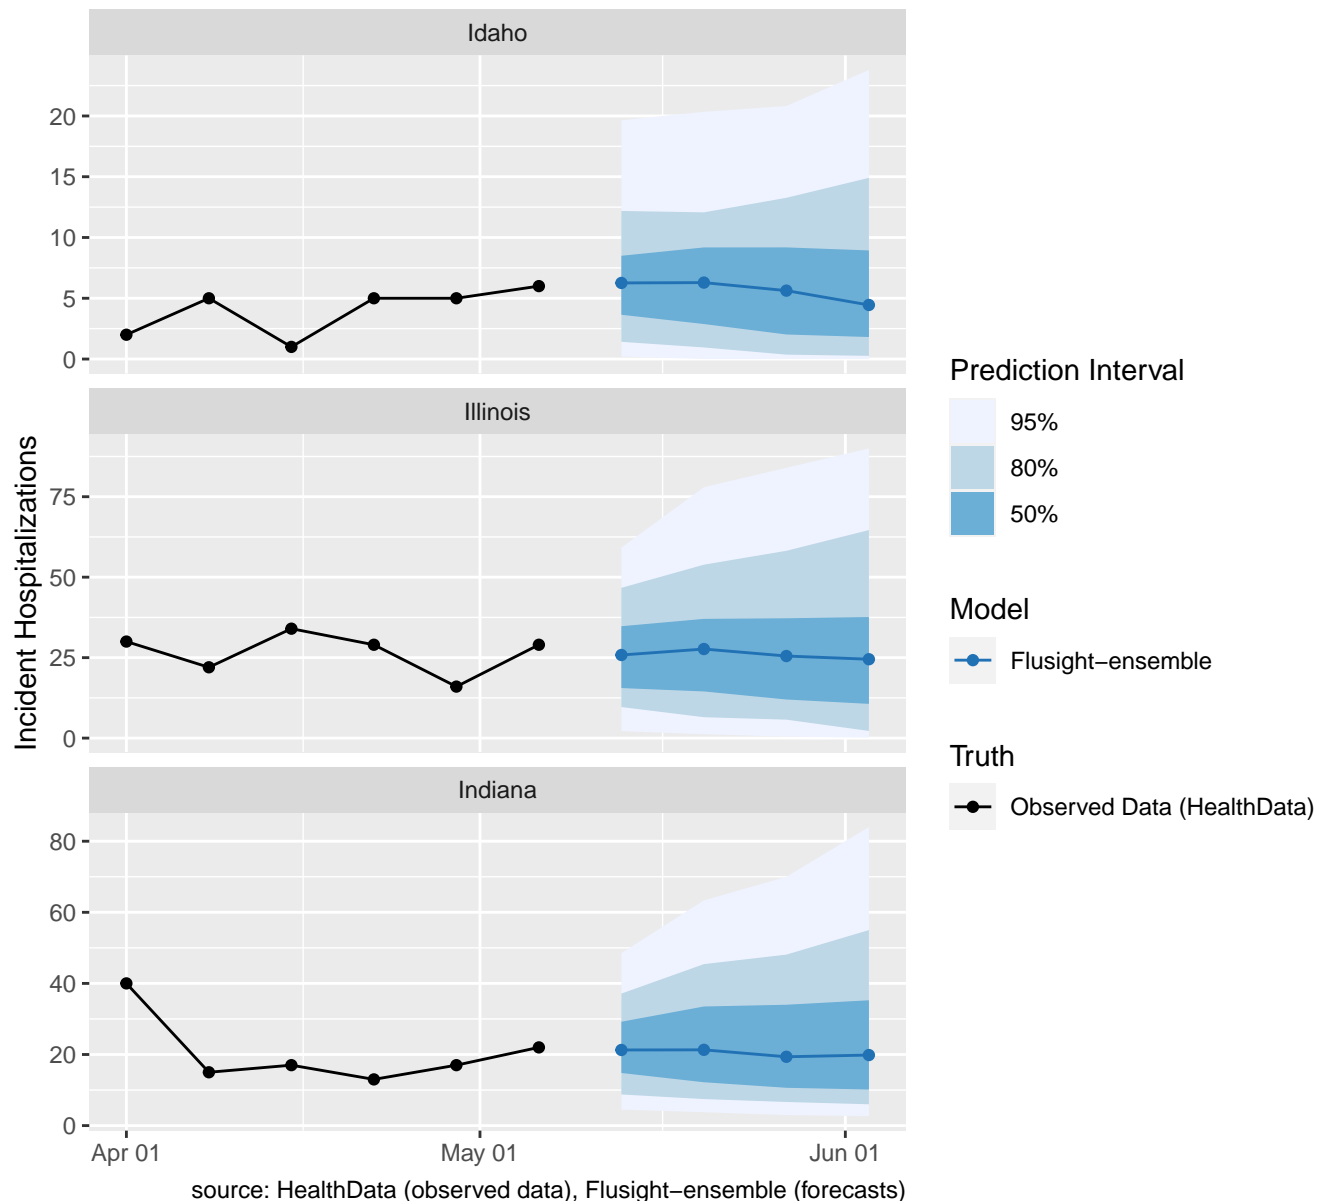 Idaho
20
15
10
5
0
Illinois
75
50
25
0
Indiana
80
60
40
20
0
Incident Hospitalizations
Apr 01
May 01
Jun 01
source: HealthData (observed data), Flusight−ensemble (forecasts)
Prediction Interval
95%
80%
50%
Model
Flusight−ensemble
Truth
Observed Data (HealthData)